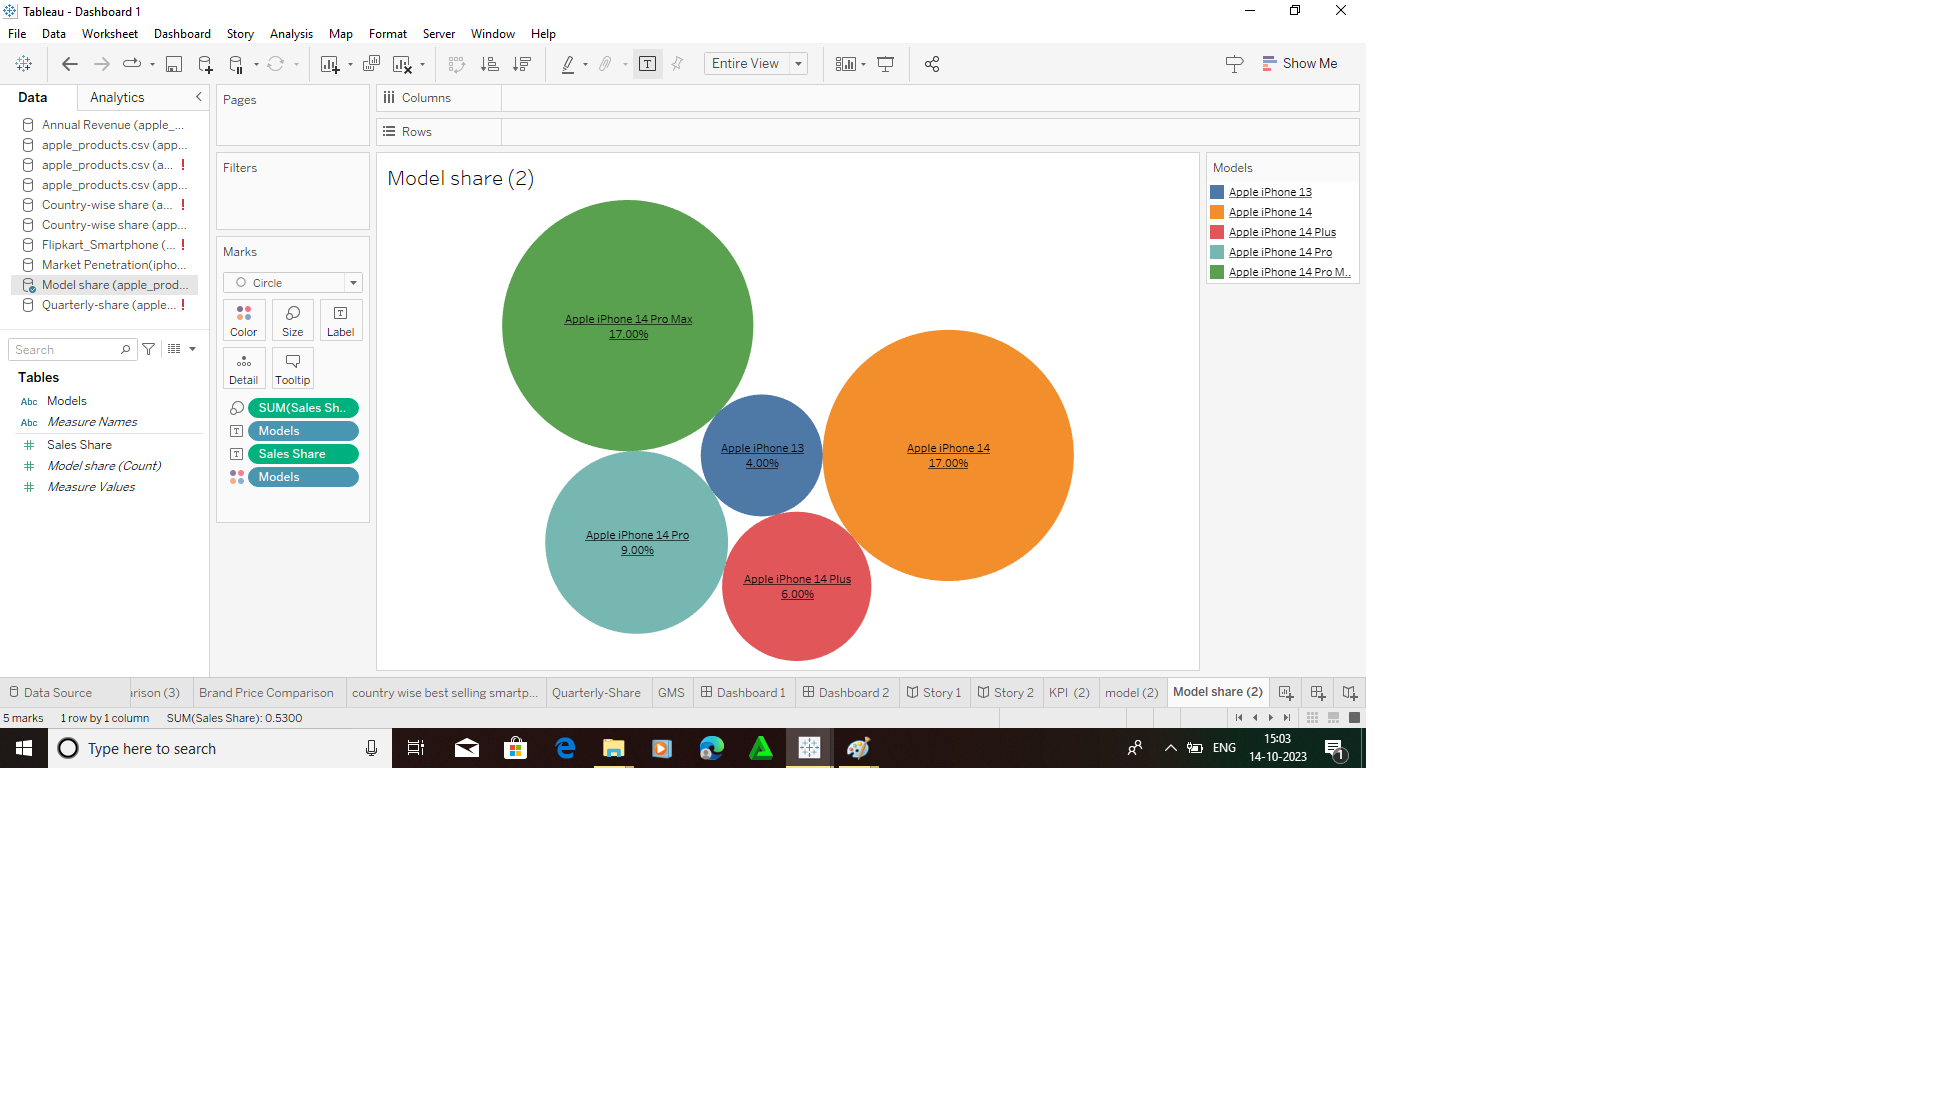 Tableau - Dashboard 1
File Data Worksheet Dashboard Story Analysis Map Format Server Window Help
Entire View
Show Me
Data Analytics
Annual Revenue (apple_...
apple_products.csv (app...
apple_products.csv (a... !
apple_products.csv (app...
Country-wise share (a... !
Country-wise share (app...
Flipkart_Smartphone (... !
Market Penetration(ipho...
Model share (apple_prod...
Quarterly-share (apple... !
Search
Tables
Abc Models
Abc Measure Names
# Sales Share
# Model share (Count)
# Measure Values
Pages
Filters
Marks
Circle
Color Size Label
Detail Tooltip
SUM(Sales Sh..
Models
Sales Share
Models
Columns
Rows
Model share (2)
Apple iPhone 14 Pro Max
17.00%
Apple iPhone 13
4.00%
Apple iPhone 14
17.00%
Apple iPhone 14 Pro
9.00%
Apple iPhone 14 Plus
6.00%
Models
Apple iPhone 13
Apple iPhone 14
Apple iPhone 14 Plus
Apple iPhone 14 Pro
Apple iPhone 14 Pro M..
Data Source rison (3) Brand Price Comparison country wise best selling smartp... Quarterly-Share GMS Dashboard 1 Dashboard 2 Story 1 Story 2 KPI (2) model (2) Model share (2)
5 marks 1 row by 1 column SUM(Sales Share): 0.5300
Type here to search
ENG
15:03
14-10-2023
1